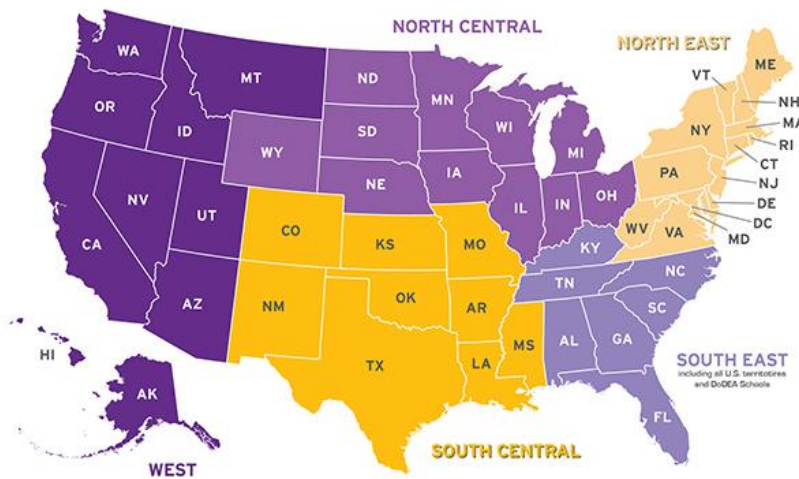 NORTH CENTRAL
NORTH EAST
WA
MT
ND
MN
ME
VT
NH
MA
OR
ID
SD
WI
NY
RI
WY
MI
CT
IA
PA
NJ
NV
NE
OH
DE
UT
IL
IN
DC
CA
CO
WV
VA
MD
KS
MO
KY
NC
TN
AZ
NM
OK
AR
SC
MS
AL
GA
HI
TX
LA
SOUTH EAST
including all U.S. territotires
and DoDEA Schools
AK
FL
SOUTH CENTRAL
WEST